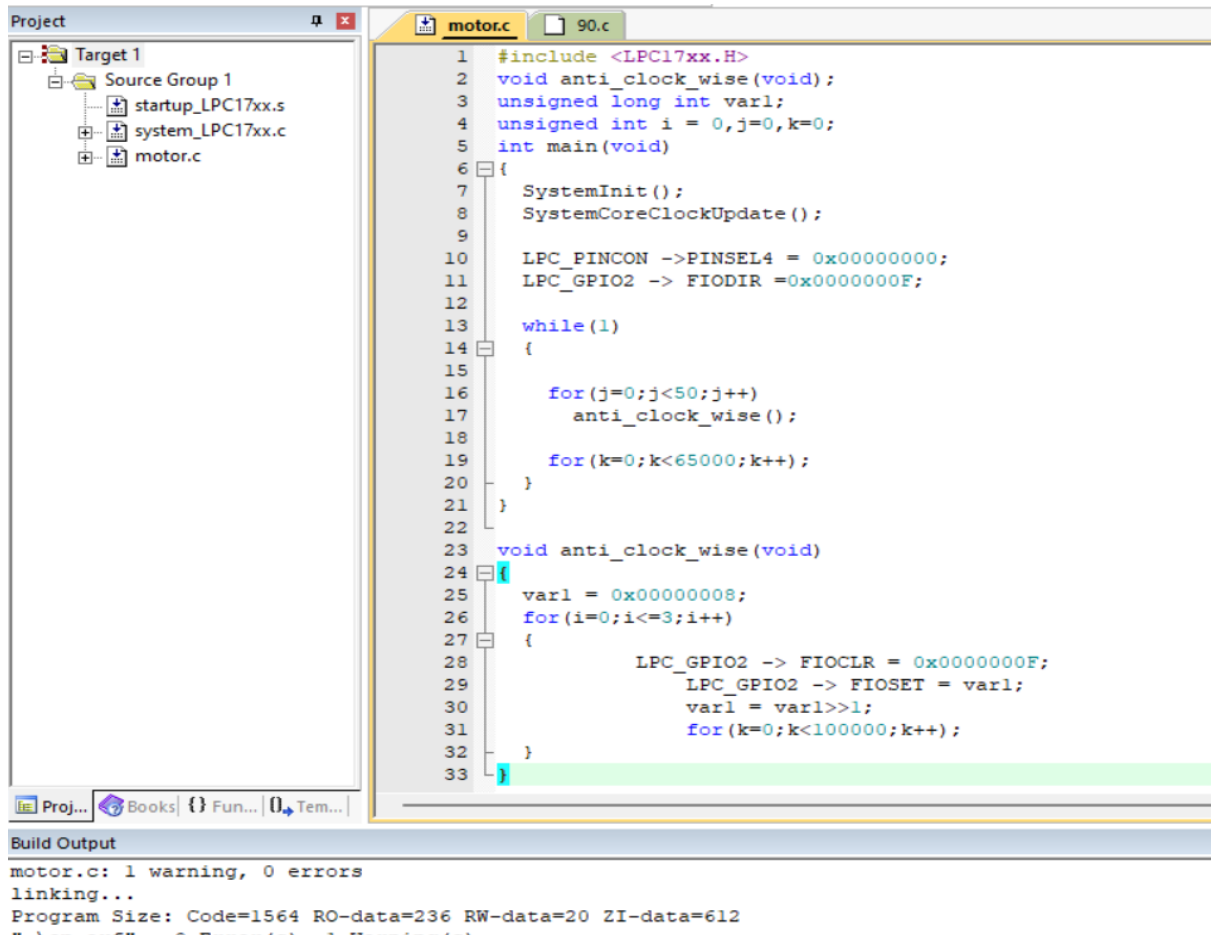 Project
motor.c
90.c
Target 1
Source Group 1
startup_LPC17xx.s
system_LPC17xx.c
motor.c
1 #include <LPC17xx.H>
2 void anti_clock_wise(void);
3 unsigned long int var1;
4 unsigned int i = 0,j=0,k=0;
5 int main(void)
6 {
7 SystemInit();
8 SystemCoreClockUpdate();
9
10 LPC_PINCON ->PINSEL4 = 0x00000000;
11 LPC_GPIO2 -> FIODIR =0x0000000F;
12
13 while(1)
14 {
15
16 for(j=0;j<50;j++)
17 anti_clock_wise();
18
19 for(k=0;k<65000;k++);
20 }
21 }
22
23 void anti_clock_wise(void)
24 {
25 var1 = 0x00000008;
26 for(i=0;i<=3;i++)
27 {
28 LPC_GPIO2 -> FIOCLR = 0x0000000F;
29 LPC_GPIO2 -> FIOSET = var1;
30 var1 = var1>>1;
31 for(k=0;k<100000;k++);
32 }
33 }
Proj... Books {} Fun... 0 Tem...
Build Output
motor.c: 1 warning, 0 errors
linking...
Program Size: Code=1564 RO-data=236 RW-data=20 ZI-data=612